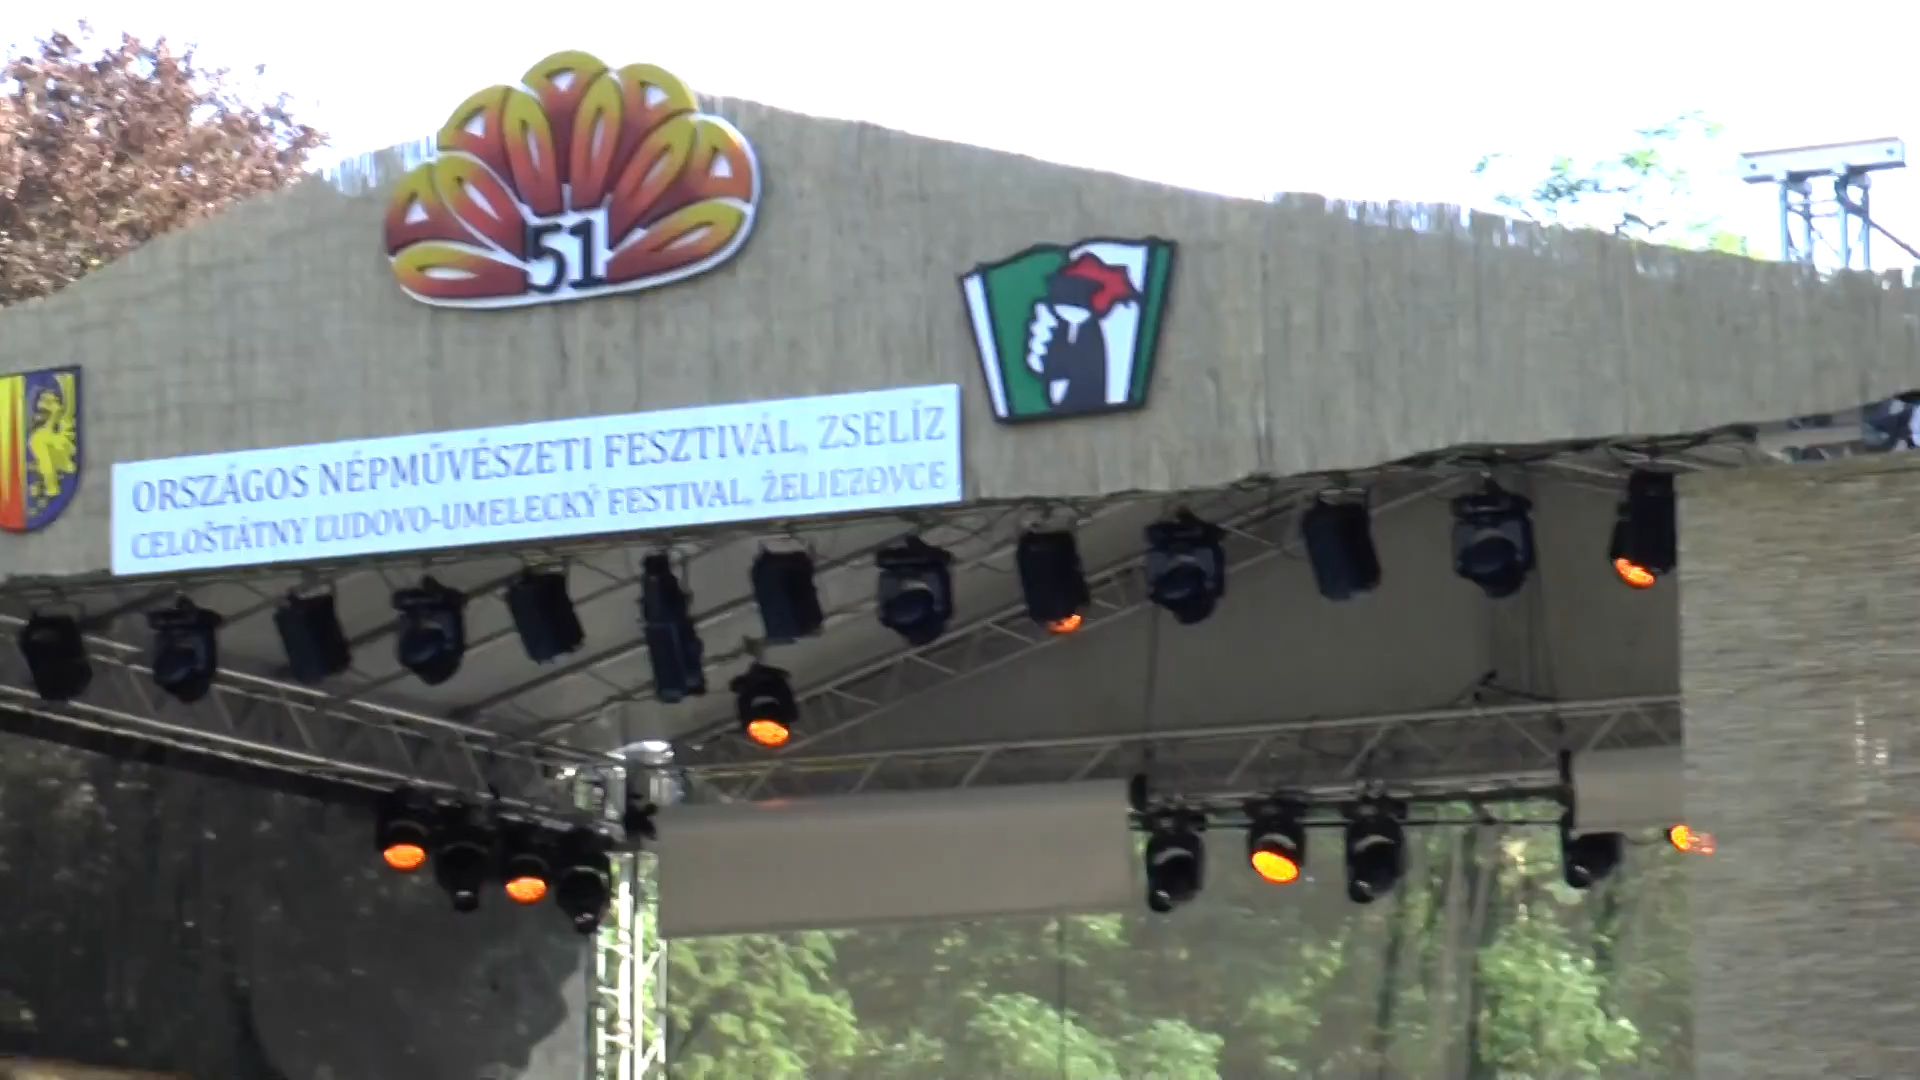 51
ORSZÁGOS NÉPMŰVÉSZETI FESZTIVÁL, ZSELÍZ
CELOŠTÁTNY ĽUDOVO-UMELECKÝ FESTIVAL, ŽELIEZOVCE